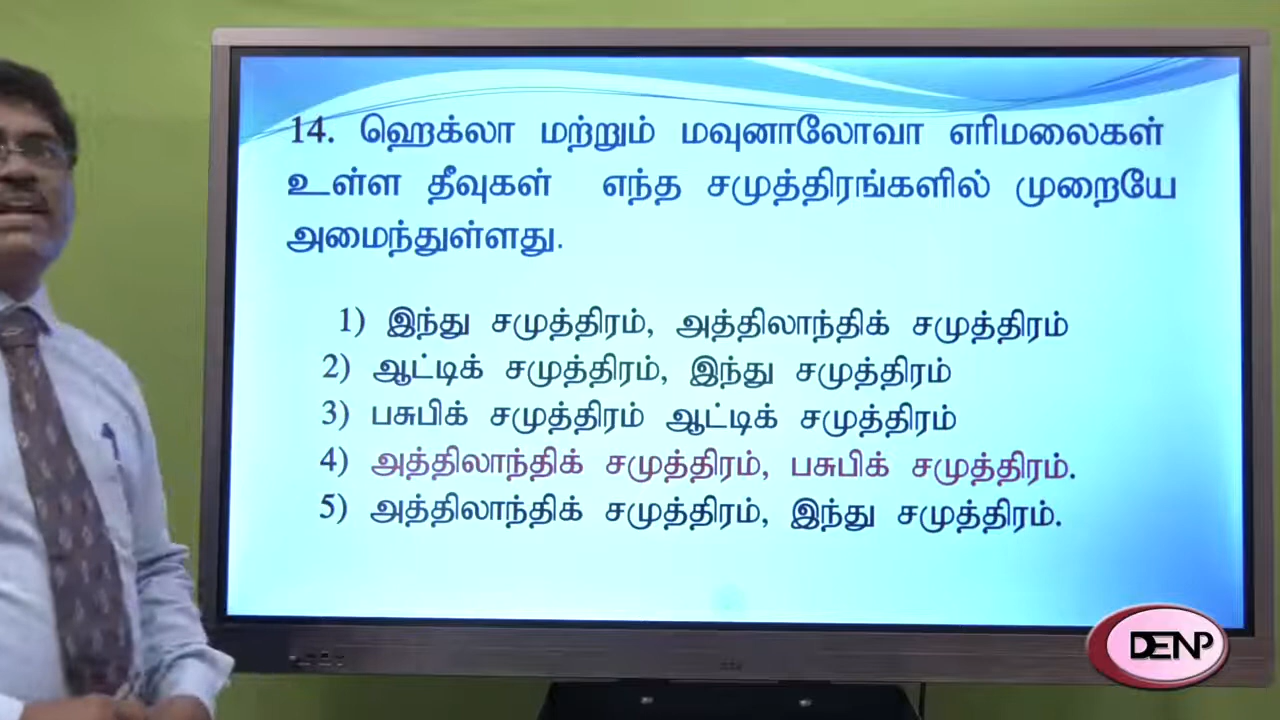 14. ஹெக்லா மற்றும் மவுனாலோவா எரிமலைகள்
உள்ள தீவுகள் எந்த சமுத்திரங்களில் முறையே
அமைந்துள்ளது.
1) இந்து சமுத்திரம், அத்திலாந்திக் சமுத்திரம்
2) ஆட்டிக் சமுத்திரம், இந்து சமுத்திரம்
3) பசுபிக் சமுத்திரம் ஆட்டிக் சமுத்திரம்
4) அத்திலாந்திக் சமுத்திரம், பசுபிக் சமுத்திரம்.
5) அத்திலாந்திக் சமுத்திரம், இந்து சமுத்திரம்.
DENP